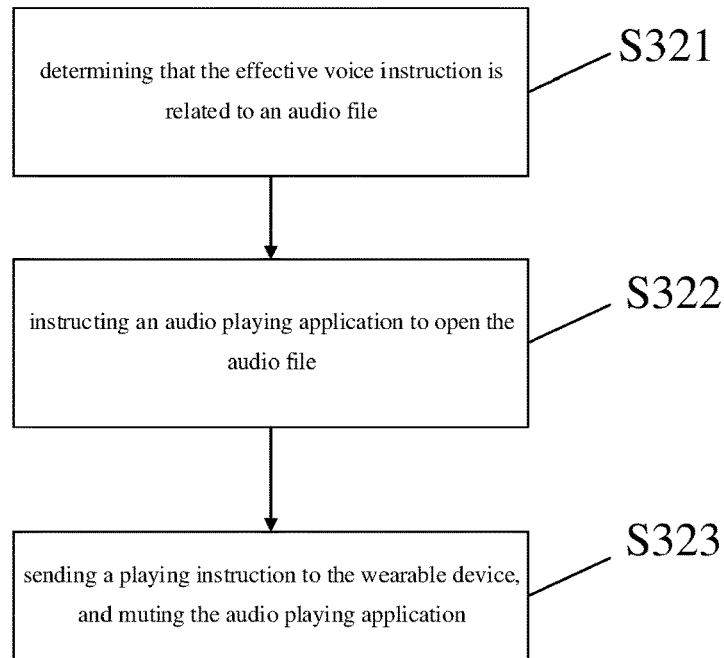 determining that the effective voice instruction is
related to an audio file
S321
instructing an audio playing application to open the
audio file
S322
sending a playing instruction to the wearable device,
and muting the audio playing application
S323